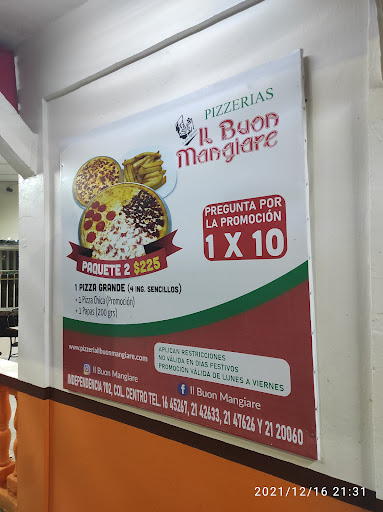 PIZZERIAS
Il Buon
Mangiare
PREGUNTA POR
LA PROMOCIÓN
1 X 10
PAQUETE 2 $225
1 PIZZA GRANDE (4 ING. SENCILLOS)
+ 1 Pizza Chica (Promoción)
+ 1 Papas (200 grs)
www.pizzeriailbuonmangiare.com
APLICAN RESTRICCIONES
NO VÁLIDA EN DÍAS FESTIVOS
PROMOCIÓN VÁLIDA DE LUNES A VIERNES
Il Buon Mangiare
Il Buon Mangiare
INDEPENDENCIA 702, COL. CENTRO TEL. 16 45267, 21 42633, 21 47626 Y 21 20060
2021/12/16 21:31